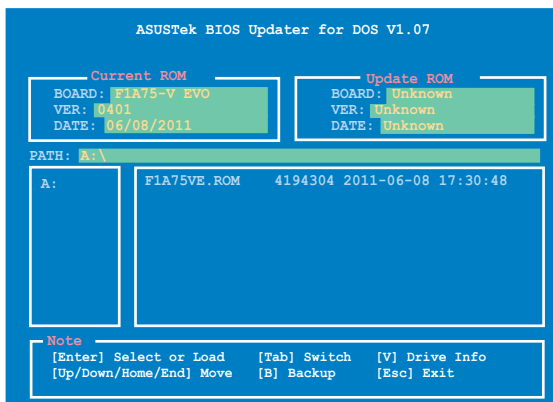 ASUSTek BIOS Updater for DOS V1.07
Current ROM
BOARD: F1A75-V EVO
VER: 0401
DATE: 06/08/2011
Update ROM
BOARD: Unknown
VER: Unknown
DATE: Unknown
PATH: A:\
A:
F1A75VE.ROM 4194304 2011-06-08 17:30:48
Note
[Enter] Select or Load [Tab] Switch [V] Drive Info
[Up/Down/Home/End] Move [B] Backup [Esc] Exit